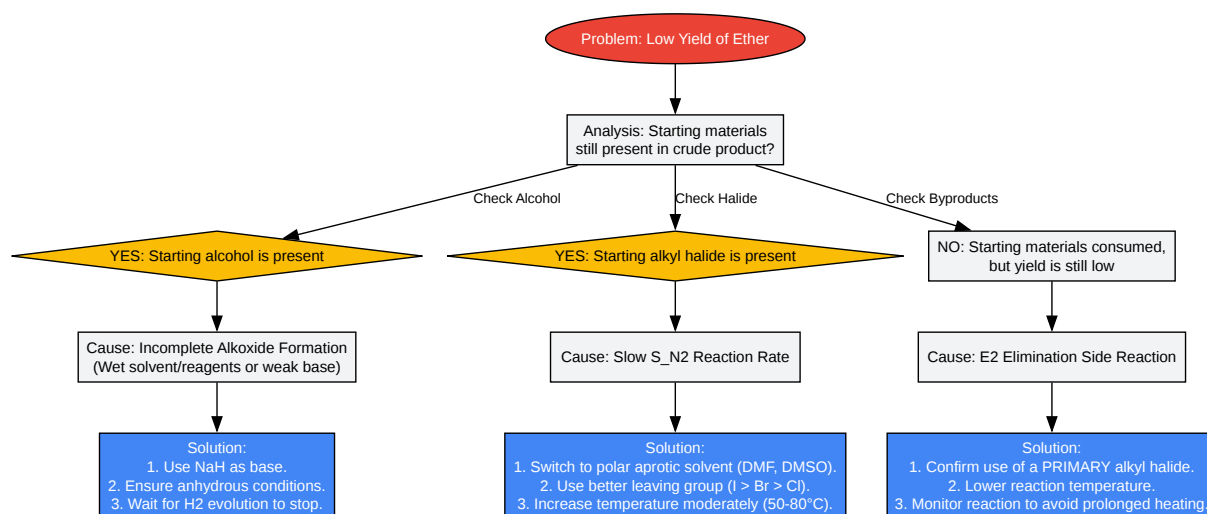 Problem: Low Yield of Ether
Analysis: Starting materials
still present in crude product?
Check Alcohol
Check Halide
Check Byproducts
YES: Starting alcohol is present
YES: Starting alkyl halide is present
NO: Starting materials consumed,
but yield is still low
Cause: Incomplete Alkoxide Formation
(Wet solvent/reagents or weak base)
Cause: Slow S_N2 Reaction Rate
Cause: E2 Elimination Side Reaction
Solution:
1. Use NaH as base.
2. Ensure anhydrous conditions.
3. Wait for H2 evolution to stop.
Solution:
1. Switch to polar aprotic solvent (DMF, DMSO).
2. Use better leaving group (I > Br > Cl).
3. Increase temperature moderately (50-80°C).
Solution:
1. Confirm use of a PRIMARY alkyl halide.
2. Lower reaction temperature.
3. Monitor reaction to avoid prolonged heating.